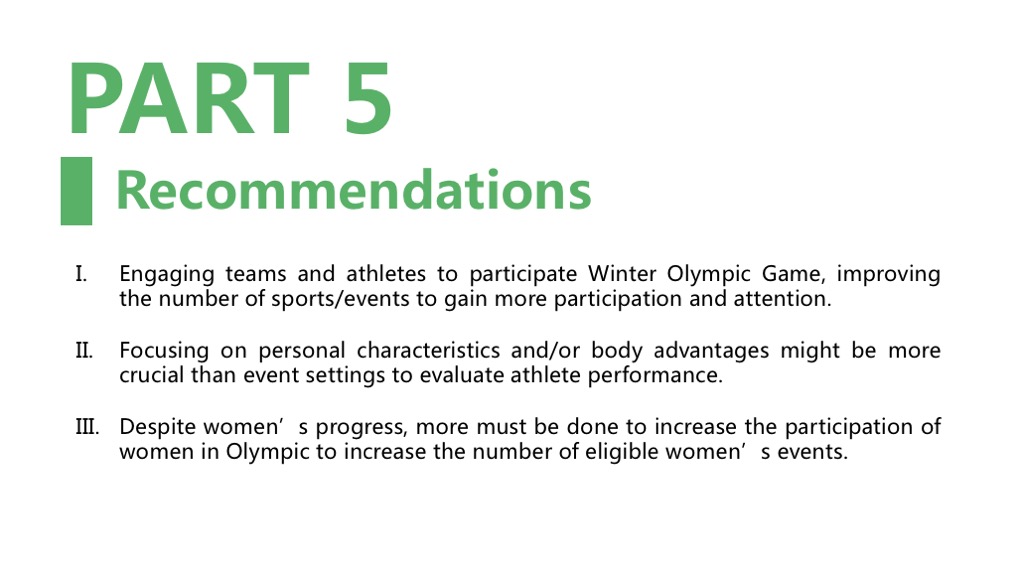 PART 5
Recommendations
I. Engaging teams and athletes to participate Winter Olympic Game, improving
the number of sports/events to gain more participation and attention.
II. Focusing on personal characteristics and/or body advantages might be more
crucial than event settings to evaluate athlete performance.
III. Despite women’s progress, more must be done to increase the participation of
women in Olympic to increase the number of eligible women’s events.